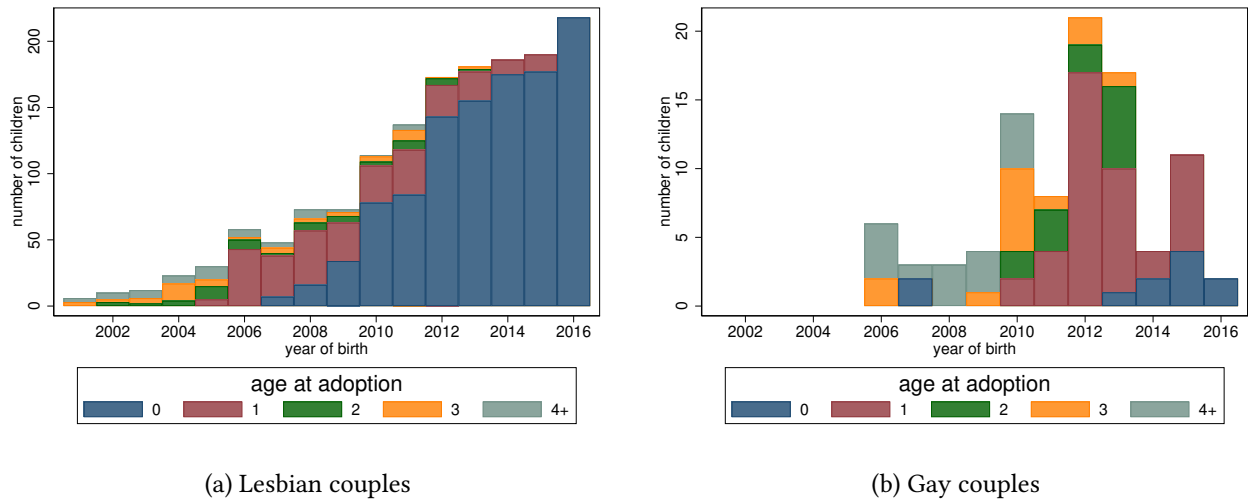 number of children
200
150
100
50
0
2002 2004 2006 2008 2010 2012 2014 2016
year of birth
age at adoption
0 1 2 3 4+
(a) Lesbian couples
number of children
20
15
10
5
0
2002 2004 2006 2008 2010 2012 2014 2016
year of birth
age at adoption
0 1 2 3 4+
(b) Gay couples